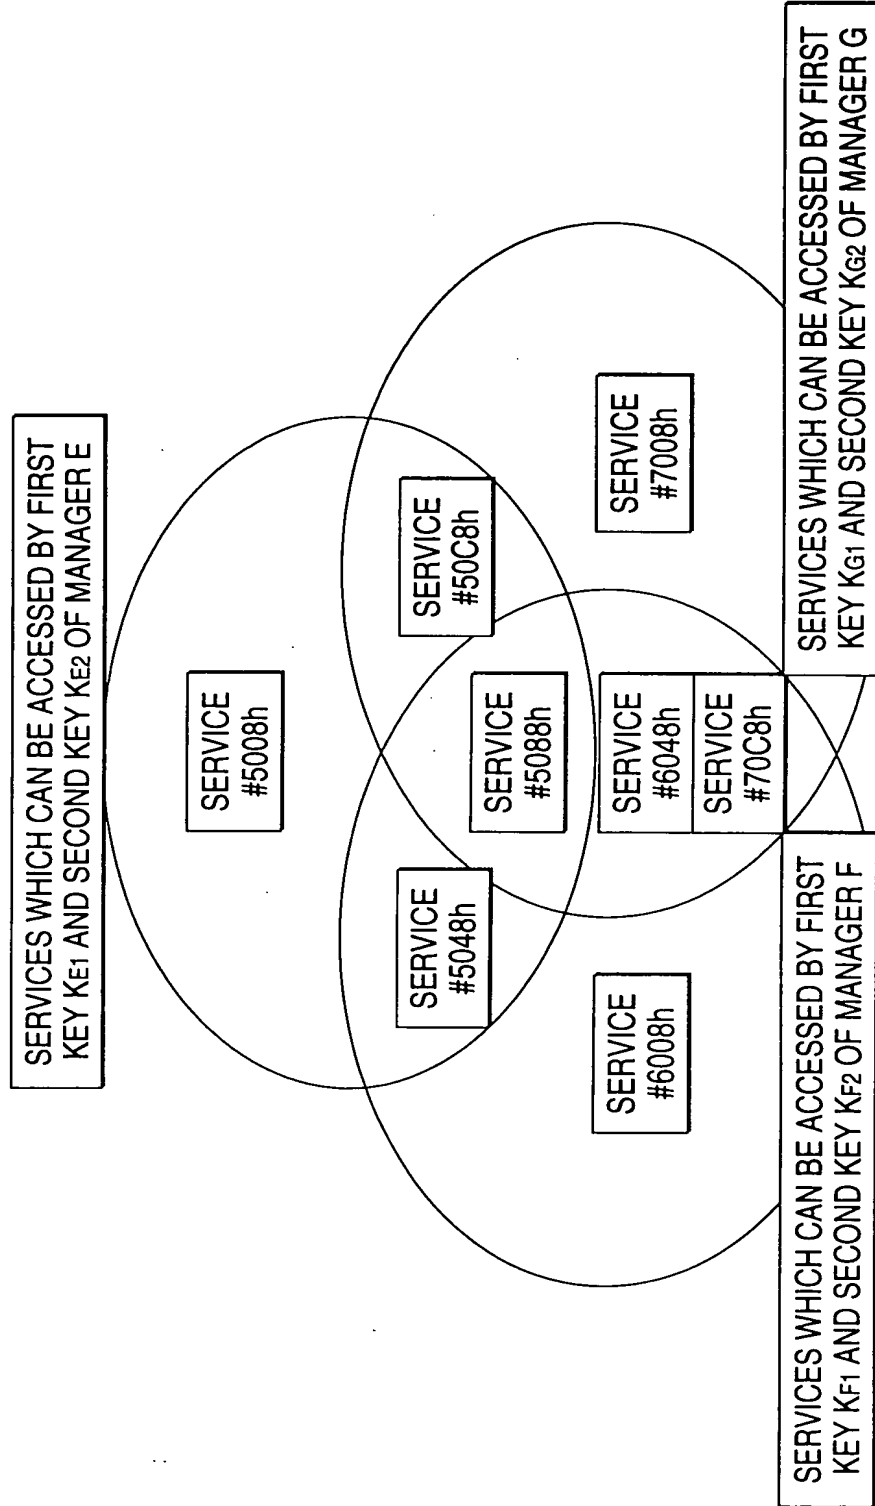 SERVICES WHICH CAN BE ACCESSED BY FIRST
KEY KE1 AND SECOND KEY KE2 OF MANAGER E
SERVICE
#5008h
SERVICE
#5048h
SERVICE
#50C8h
SERVICE
#5088h
SERVICE
#6008h
SERVICE
#6048h
SERVICE
#70C8h
SERVICE
#7008h
SERVICES WHICH CAN BE ACCESSED BY FIRST
KEY KF1 AND SECOND KEY KF2 OF MANAGER F
SERVICES WHICH CAN BE ACCESSED BY FIRST
KEY KG1 AND SECOND KEY KG2 OF MANAGER G